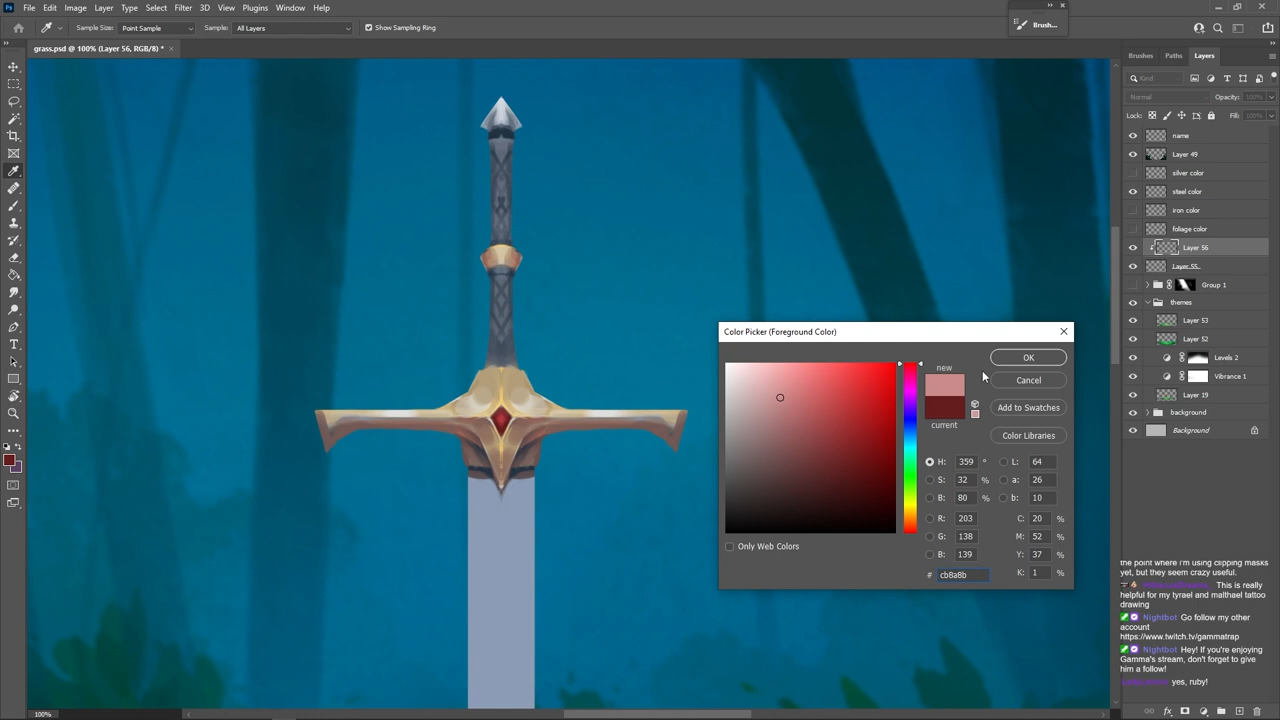 Ps File Edit Image Layer Type Select Filter 3D View Plugins Window Help
Sample Size: Point Sample Sample: All Layers Show Sampling Ring
Brush...
grass.psd @ 100% (Layer 56, RGB/8) *
Brushes Paths Layers
Kind
Normal Opacity: 100%
Lock: Fill: 100%
name
Layer 49
silver color
steel color
iron color
foliage color
Layer 56
Layer 55
Group 1
themes
Layer 53
Layer 52
Levels 2
Vibrance 1
Layer 19
background
Background
Color Picker (Foreground Color)
new
current
OK
Cancel
Add to Swatches
Color Libraries
H: 359 ° L: 64
S: 32 % a: 26
B: 80 % b: 10
R: 203 C: 20 %
G: 138 M: 52 %
B: 139 Y: 37 %
# cb8a8b K: 1 %
Only Web Colors
the point where i'm using clipping masks
yet, but they seem crazy useful.
This is really
helpful for my tyrael and malthael tattoo
drawing
Nightbot Go follow my other
account
https://www.twitch.tv/gammatrap
Nightbot Hey! If you're enjoying
Gamma's stream, don't forget to give
him a follow!
yes, ruby!
100%